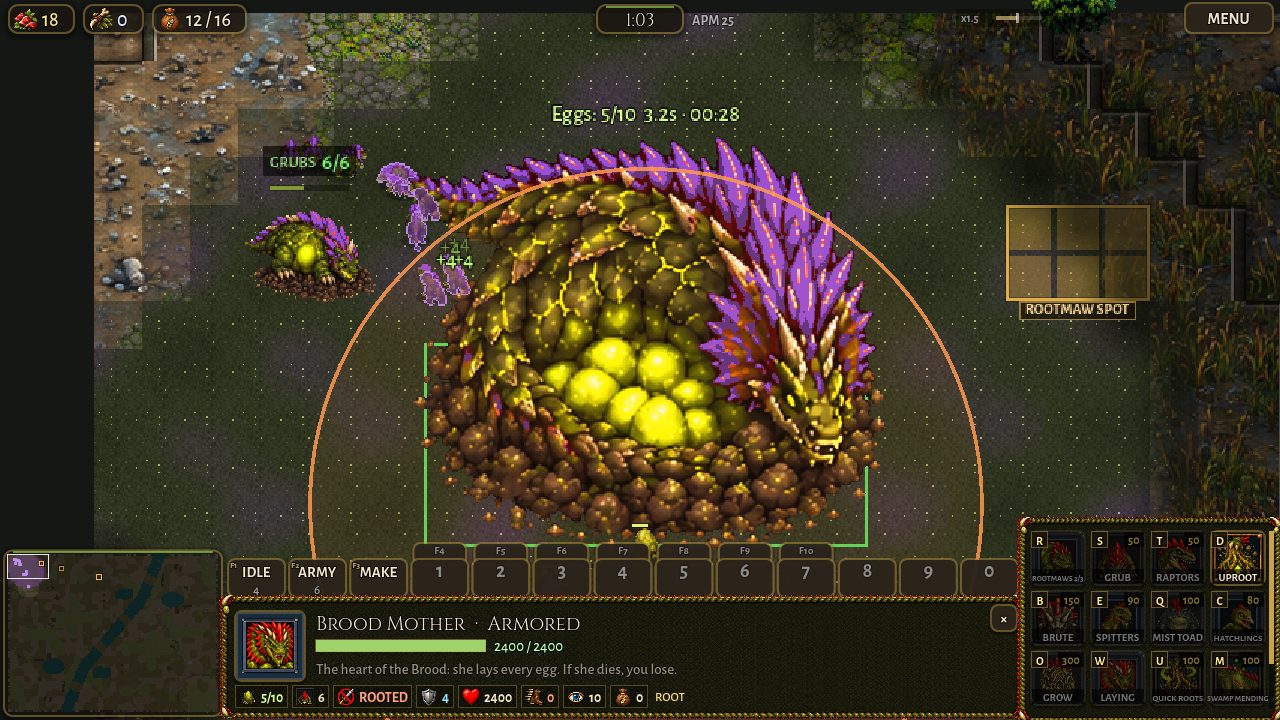 18
0
12 / 16
1:03
APM 25
x1.5
MENU
Eggs: 5/10 3.2s · 00:28
GRUBS 6/6
+24
+4+4
ROOTMAW SPOT
F1 IDLE 4
F2 ARMY 6
F3 MAKE
F4 1
F5 2
F6 3
F7 4
F8 5
F9 6
F10 7
8
9
0
Brood Mother · Armored
2400 / 2400
The heart of the Brood: she lays every egg. If she dies, you lose.
5/10
6
ROOTED
4
2400
0
10
0
ROOT
×
R ROOTMAWS 2/3
S 50 GRUB
T 50 RAPTORS
D UPROOT
B 150 BRUTE
E 90 SPITTERS
Q 100 MIST TOAD
C 80 HATCHLINGS
O 300 GROW
W LAYING
U 100 QUICK ROOTS
M 100 SWAMP MENDING